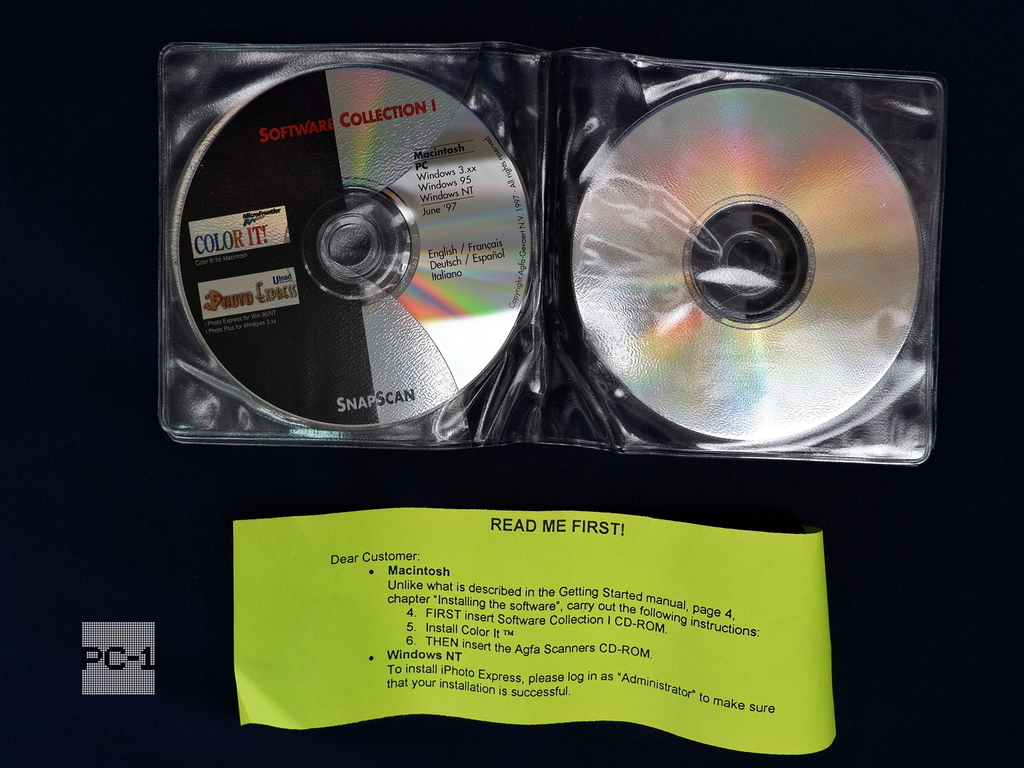 SOFTWARE COLLECTION I
Macintosh
PC
Windows 3.xx
Windows 95
Windows NT
June '97
English / Français
Deutsch / Español
Italiano
Copyright Agfa-Gevaert N.V. 1997 - All rights reserved
MicroFrontier
COLOR IT!
Color It! for Macintosh
Ulead
PHOTO EXPRESS
iPhoto Express for Win 95/NT
iPhoto Plus for Windows 3.xx
SNAPSCAN
READ ME FIRST!
Dear Customer:
• Macintosh
Unlike what is described in the Getting Started manual, page 4,
chapter "Installing the software", carry out the following instructions:
4. FIRST insert Software Collection I CD-ROM.
5. Install Color It ™
6. THEN insert the Agfa Scanners CD-ROM.
• Windows NT
To install iPhoto Express, please log in as "Administrator" to make sure
that your installation is successful.
PC-1